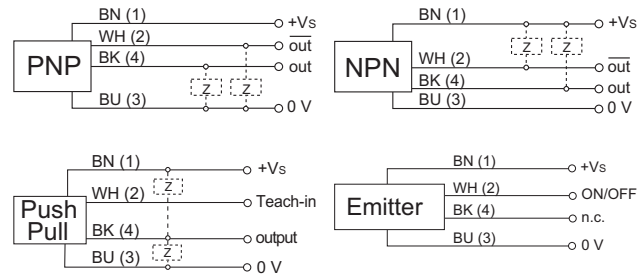 BN (1) +Vs
WH (2) out
PNP BK (4) out
Z Z
BU (3) 0 V
BN (1) +Vs
Z Z
NPN WH (2) out
BK (4) out
BU (3) 0 V
BN (1) +Vs
Z
WH (2) Teach-in
Push
Pull BK (4) output
Z
BU (3) 0 V
BN (1) +Vs
Emitter WH (2) ON/OFF
BK (4) n.c.
BU (3) 0 V